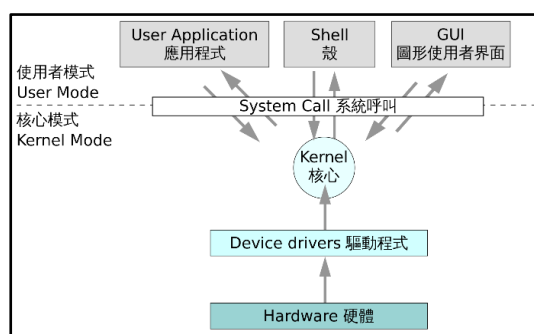 User Application
應用程式
Shell
殼
GUI
圖形使用者界面
使用者模式
User Mode
System Call 系統呼叫
核心模式
Kernel Mode
Kernel
核心
Device drivers 驅動程式
Hardware 硬體